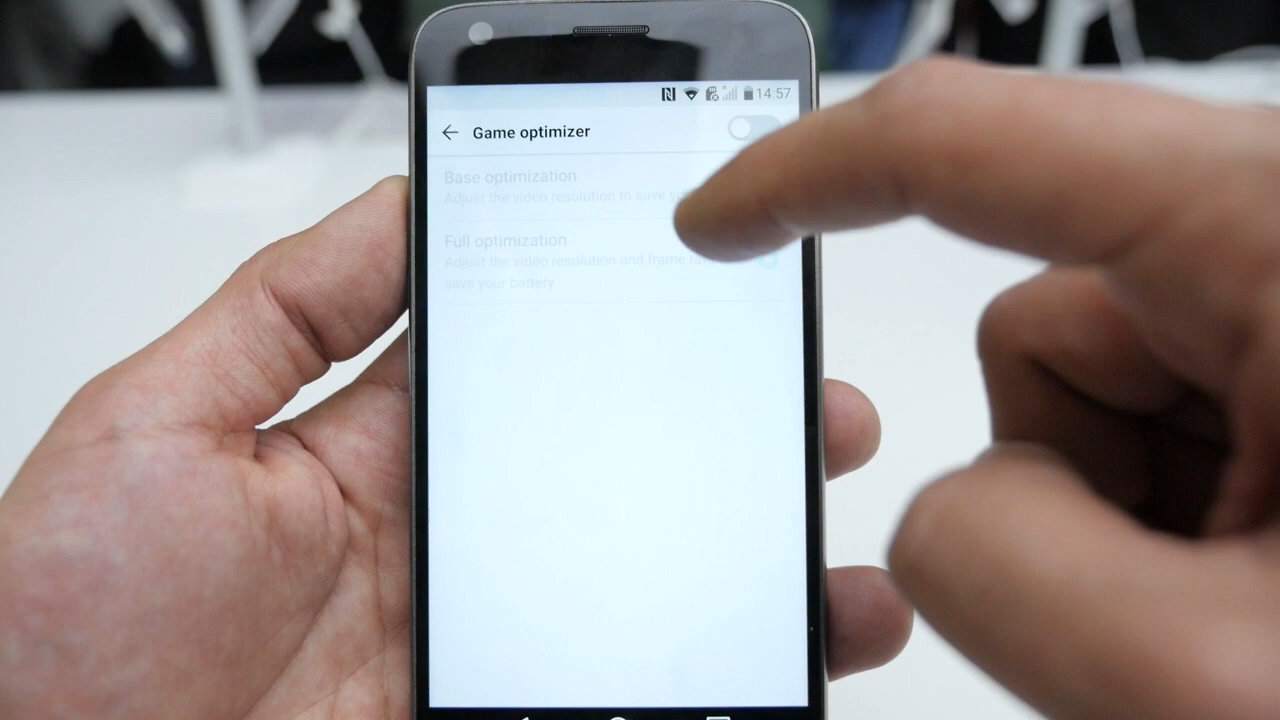 14:57
Game optimizer
Base optimization
Adjust the video resolution to save
Full optimization
Adjust the video resolution and frame
save your battery